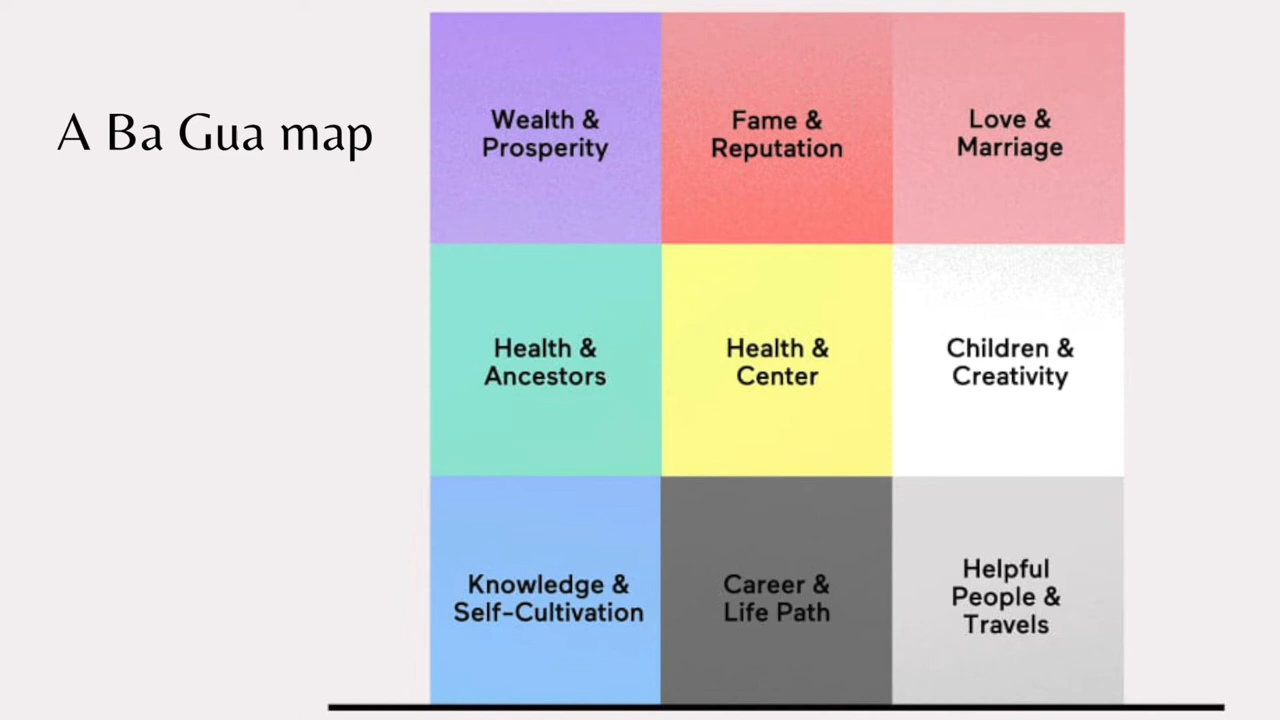 A Ba Gua map
Wealth &
Prosperity
Fame &
Reputation
Love &
Marriage
Health &
Ancestors
Health &
Center
Children &
Creativity
Knowledge &
Self-Cultivation
Career &
Life Path
Helpful
People &
Travels